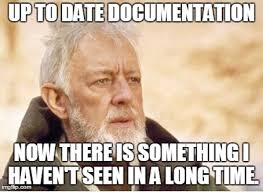 UP TO DATE DOCUMENTATION
NOW THERE IS SOMETHING I
HAVEN'T SEEN IN A LONG TIME.
imgflip.com